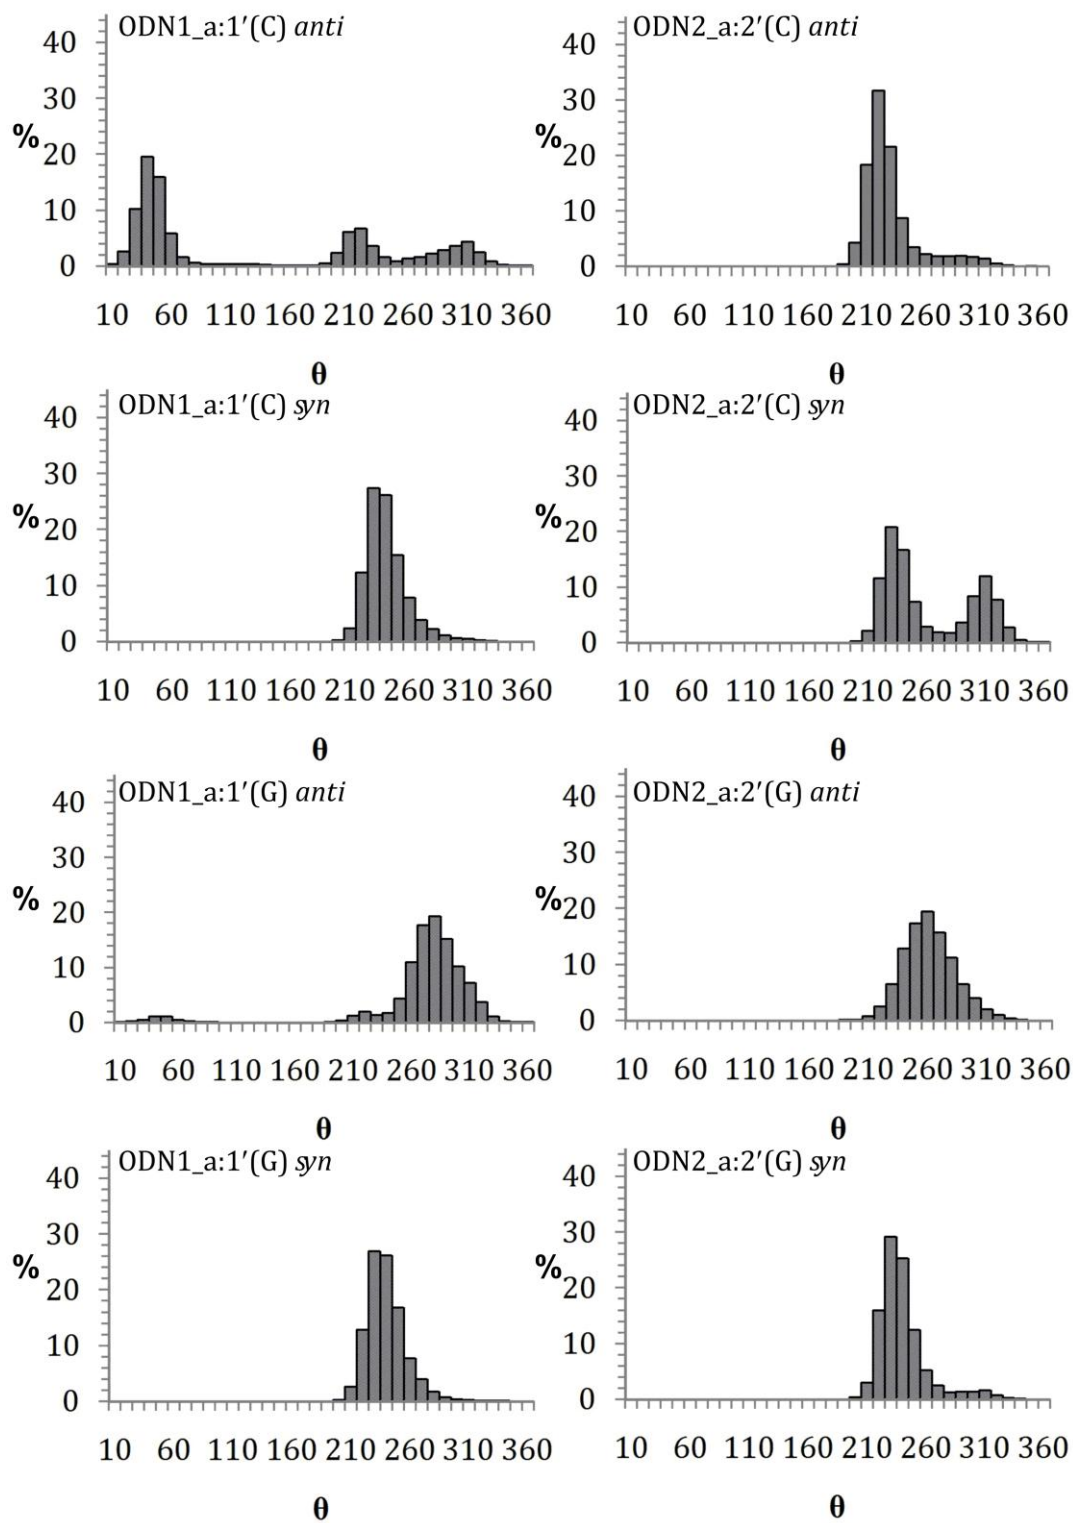 ODN1_a:1′(C) anti
40
30
%
20
10
0
10 60 110 160 210 260 310 360
θ
ODN2_a:2′(C) anti
40
30
%
20
10
0
10 60 110 160 210 260 310 360
θ
ODN1_a:1′(C) syn
40
30
%
20
10
0
10 60 110 160 210 260 310 360
θ
ODN2_a:2′(C) syn
40
30
%
20
10
0
10 60 110 160 210 260 310 360
θ
ODN1_a:1′(G) anti
40
30
%
20
10
0
10 60 110 160 210 260 310 360
θ
ODN2_a:2′(G) anti
40
30
%
20
10
0
10 60 110 160 210 260 310 360
θ
ODN1_a:1′(G) syn
40
30
%
20
10
0
10 60 110 160 210 260 310 360
θ
ODN2_a:2′(G) syn
40
30
%
20
10
0
10 60 110 160 210 260 310 360
θ